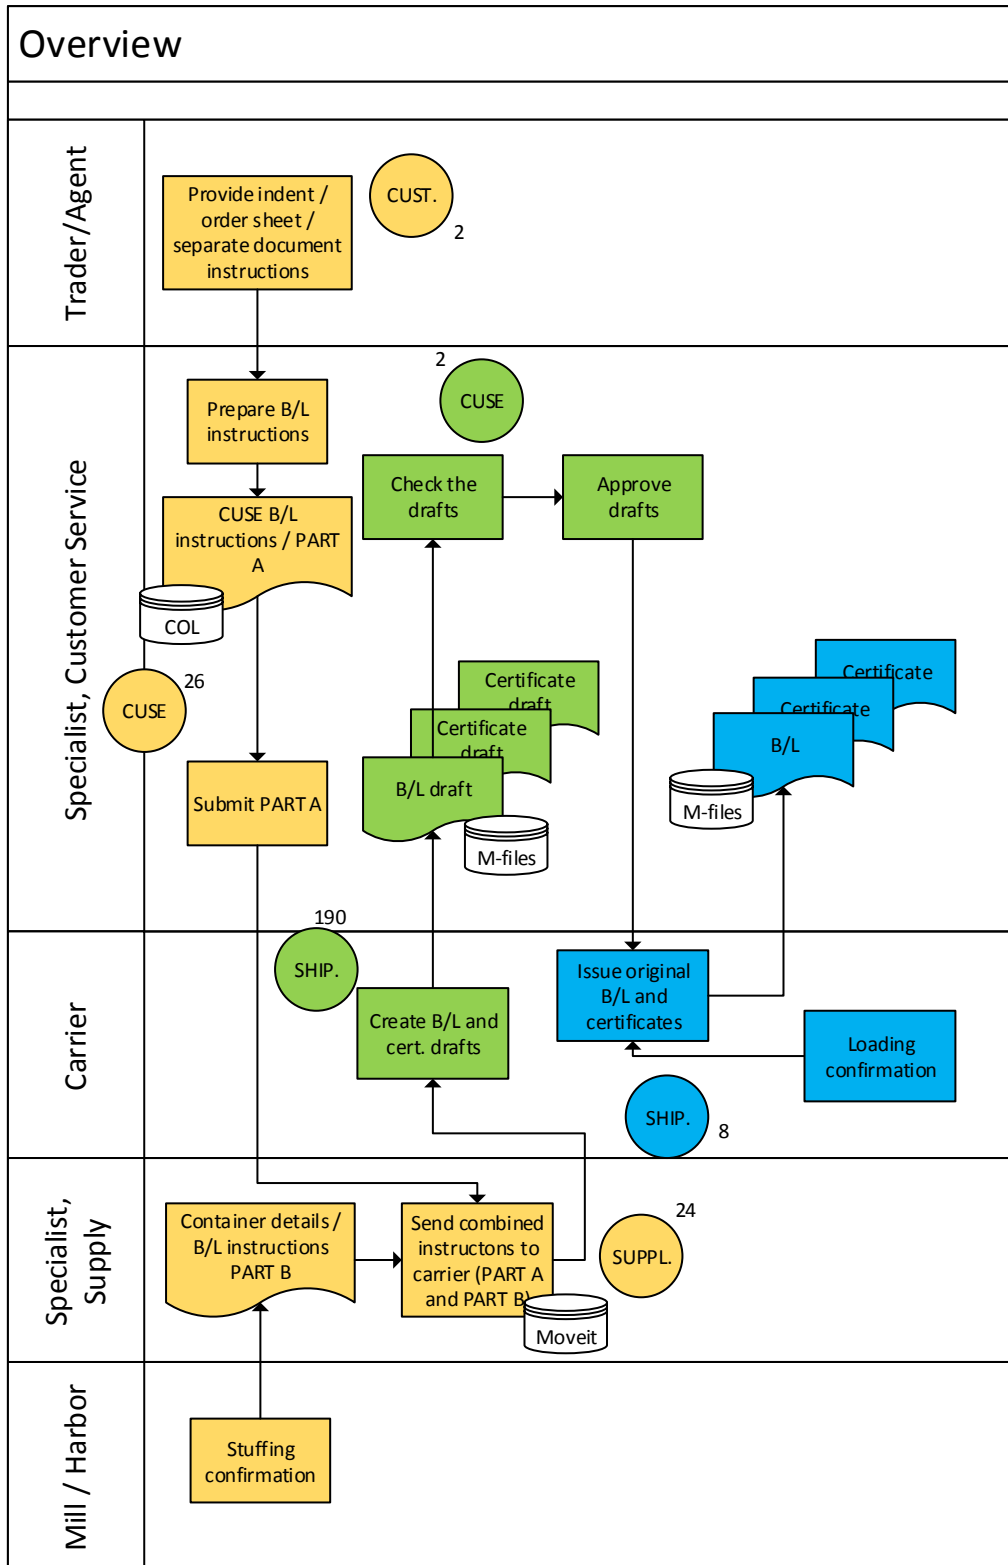 Overview
Trader/Agent
Provide indent /
order sheet /
separate document
instructions
CUST.
2
Specialist, Customer Service
Prepare B/L
instructions
CUSE B/L
instructions / PART
A
COL
CUSE
26
Submit PART A
2
CUSE
Check the
drafts
Approve
drafts
Certificate
draft
Certificate
draft
B/L draft
M-files
Certificate
Certificate
B/L
M-files
Carrier
190
SHIP.
Create B/L and
cert. drafts
Issue original
B/L and
certificates
Loading
confirmation
SHIP.
8
Specialist,
Supply
Container details /
B/L instructions
PART B
Send combined
instructons to
carrier (PART A
and PART B)
Moveit
24
SUPPL.
Mill / Harbor
Stuffing
confirmation